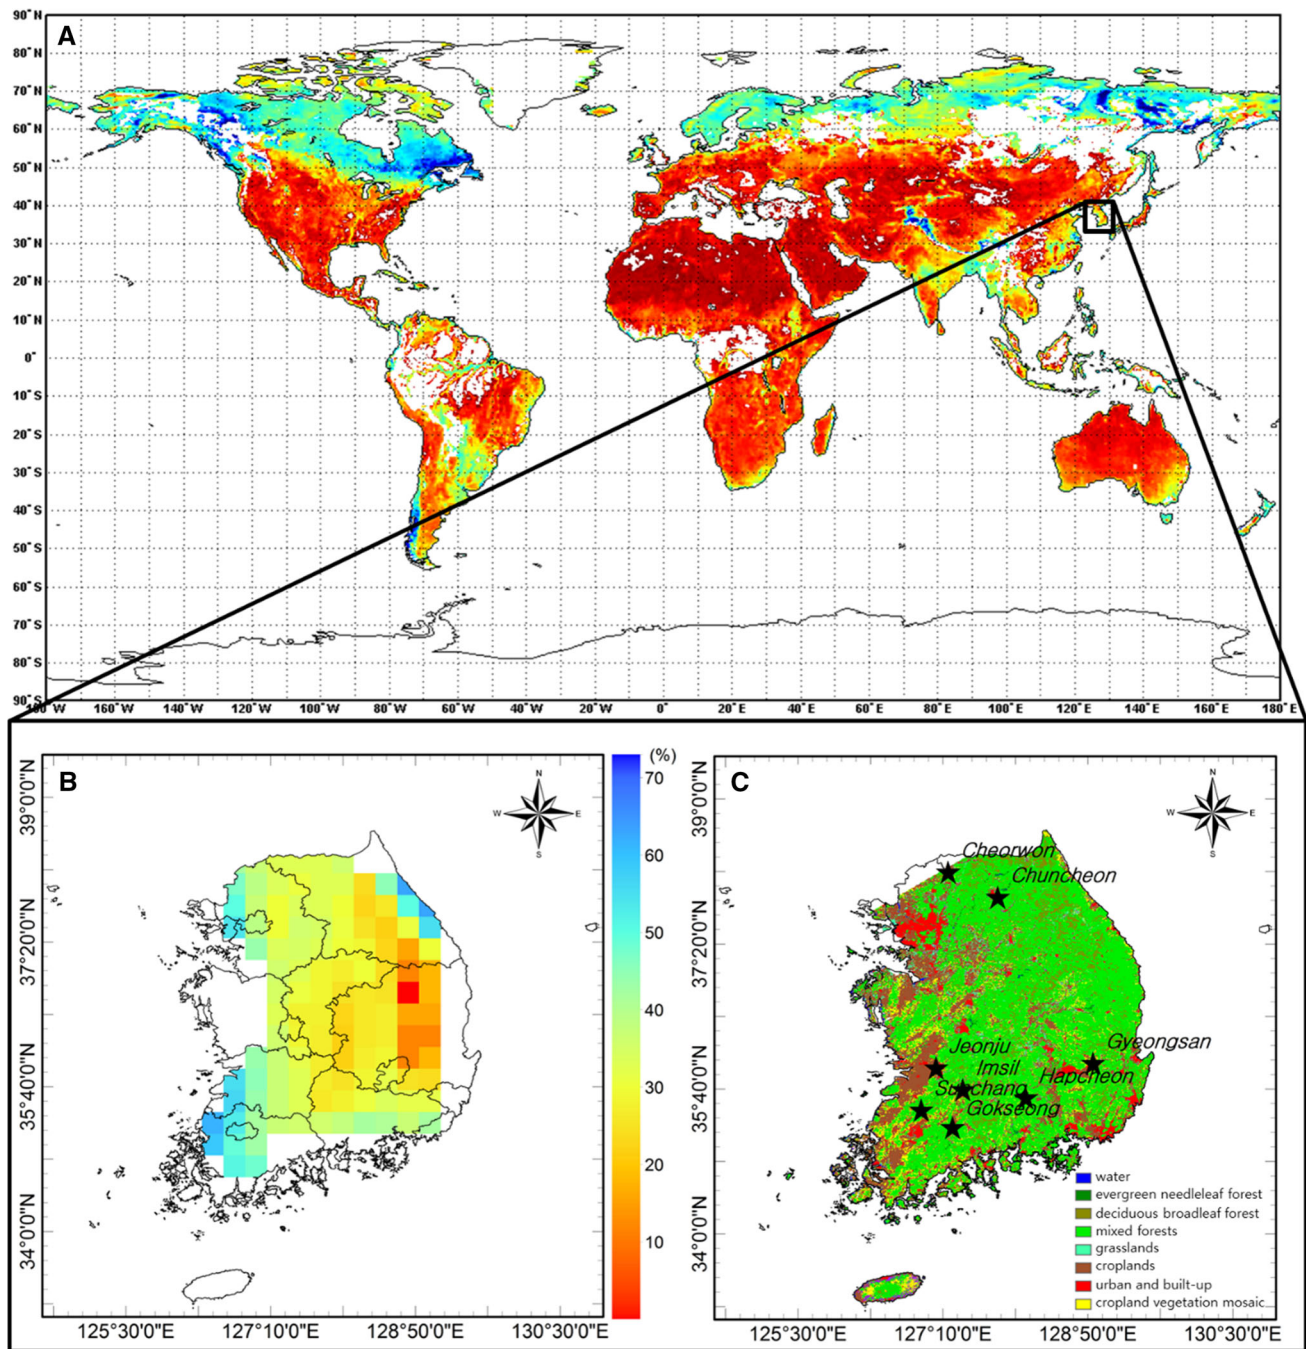 A
90° N
80° N
70° N
60° N
50° N
40° N
30° N
20° N
10° N
0°
10° S
20° S
30° S
40° S
50° S
60° S
70° S
80° S
90° S
180° W 160° W 140° W 120° W 100° W 80° W 60° W 40° W 20° W 0° 20° E 40° E 60° E 80° E 100° E 120° E 140° E 160° E 180° E
B
N
W E
S
39°0'0"N
37°20'0"N
35°40'0"N
34°0'0"N
125°30'0"E 127°10'0"E 128°50'0"E 130°30'0"E
(%)
70
60
50
40
30
20
10
C
N
W E
S
39°0'0"N
37°20'0"N
35°40'0"N
34°0'0"N
Cheorwon
Chuncheon
Jeonju
Gyeongsan
Imsil
Hapcheon
Gokseong
water
evergreen needleleaf forest
deciduous broadleaf forest
mixed forests
grasslands
croplands
urban and built-up
cropland vegetation mosaic
125°30'0"E 127°10'0"E 128°50'0"E 130°30'0"E